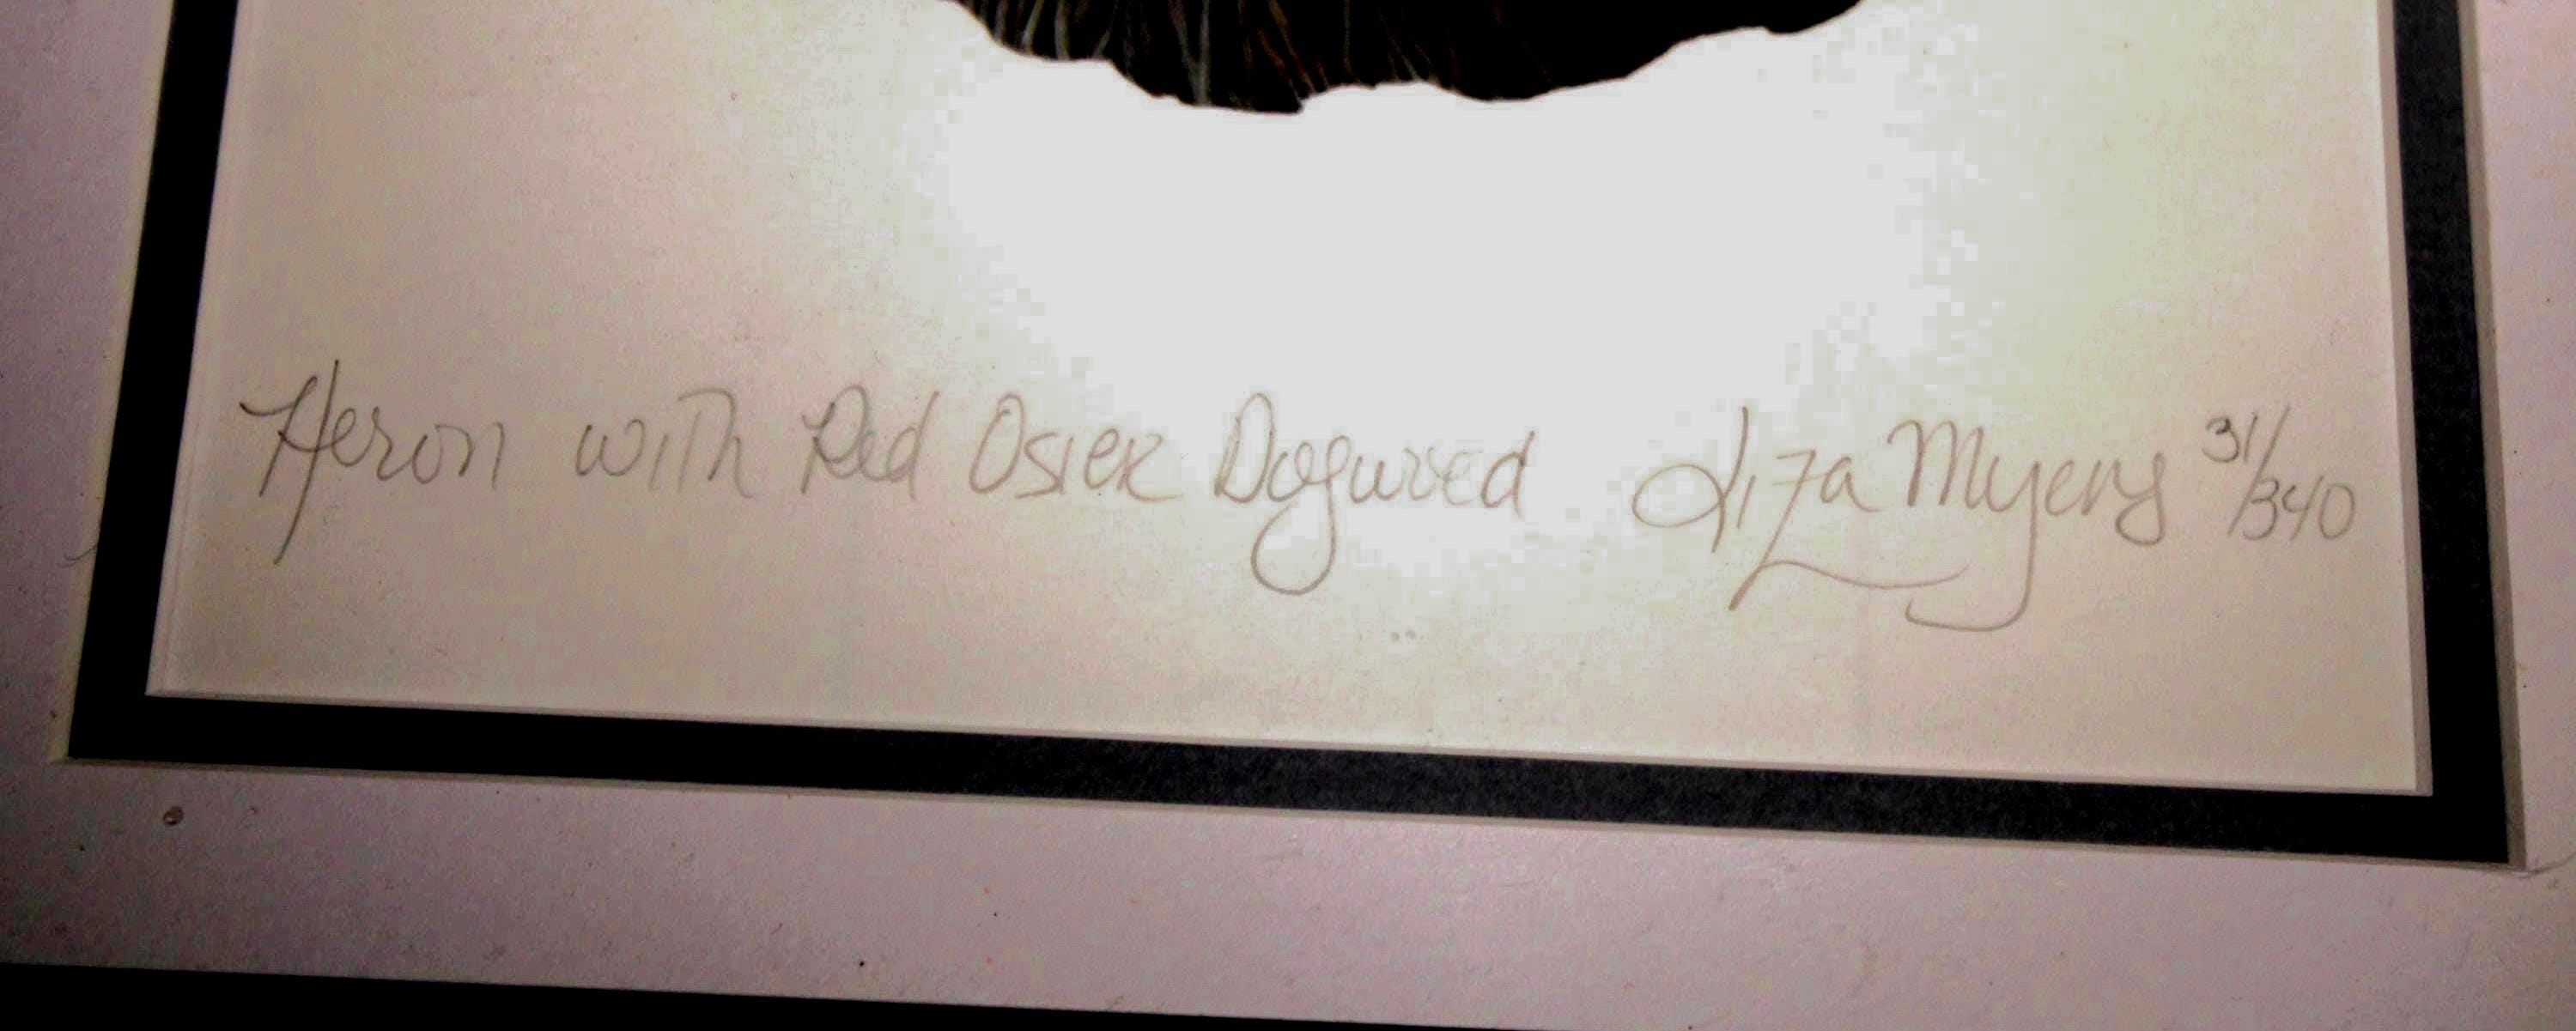 Heron with Red Osier Dogwood Liza Myers 31/340